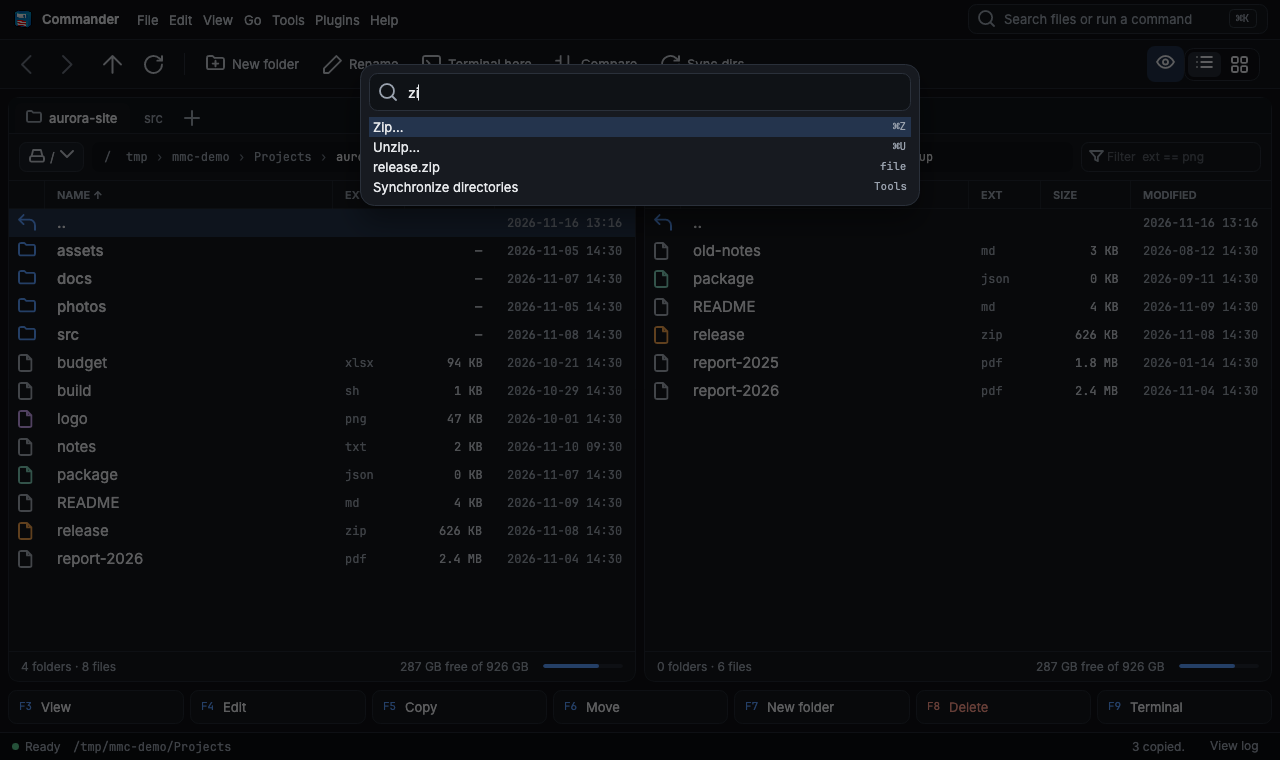 Commander File Edit View Go Tools Plugins Help Search files or run a command ⌘K
New folder Rename Terminal here Compare Sync dirs
zi
Zip... ⌘Z
Unzip... ⌘U
release.zip file
Synchronize directories Tools
aurora-site src
/ / tmp › mmc-demo › Projects ›
Filter ext == png
NAME ↑
.. 2026-11-16 13:16
assets — 2026-11-05 14:30
docs — 2026-11-07 14:30
photos — 2026-11-05 14:30
src — 2026-11-08 14:30
budget xlsx 94 KB 2026-10-21 14:30
build sh 1 KB 2026-10-29 14:30
logo png 47 KB 2026-10-01 14:30
notes txt 2 KB 2026-11-10 09:30
package json 0 KB 2026-11-07 14:30
README md 4 KB 2026-11-09 14:30
release zip 626 KB 2026-11-08 14:30
report-2026 pdf 2.4 MB 2026-11-04 14:30
4 folders · 8 files 287 GB free of 926 GB
EXT SIZE MODIFIED
.. 2026-11-16 13:16
old-notes md 3 KB 2026-08-12 14:30
package json 0 KB 2026-09-11 14:30
README md 4 KB 2026-11-09 14:30
release zip 626 KB 2026-11-08 14:30
report-2025 pdf 1.8 MB 2026-01-14 14:30
report-2026 pdf 2.4 MB 2026-11-04 14:30
0 folders · 6 files 287 GB free of 926 GB
F3 View F4 Edit F5 Copy F6 Move F7 New folder F8 Delete F9 Terminal
Ready /tmp/mmc-demo/Projects 3 copied. View log